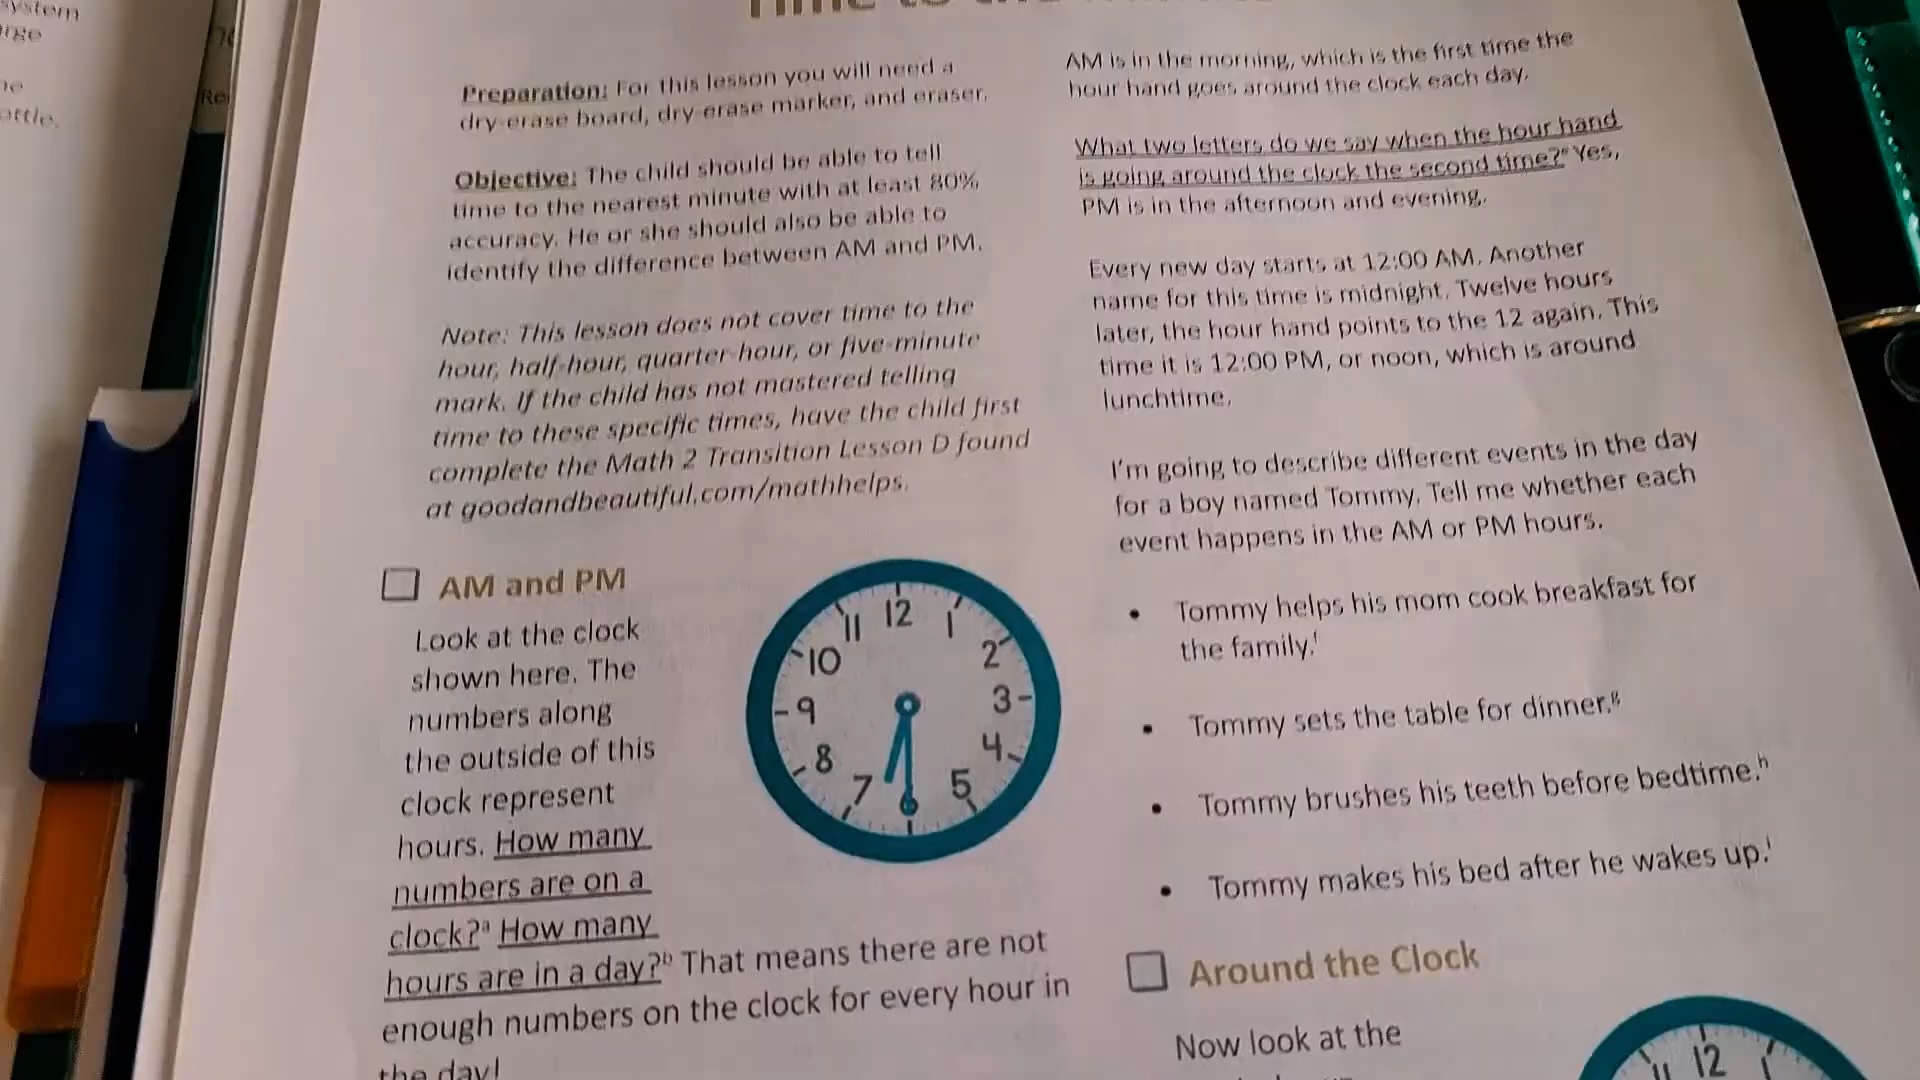 system
Re
ottle.
Time to the
Preparation: For this lesson you will need a
dry-erase board, dry-erase marker, and eraser.
Objective: The child should be able to tell
time to the nearest minute with at least 80%
accuracy. He or she should also be able to
identify the difference between AM and PM.
Note: This lesson does not cover time to the
hour, half-hour, quarter-hour, or five-minute
mark. If the child has not mastered telling
time to these specific times, have the child first
complete the Math 2 Transition Lesson D found
at goodandbeautiful.com/mathhelps.
AM and PM
Look at the clock
shown here. The
numbers along
the outside of this
clock represent
hours. How many
numbers are on a
clock?ᵃ How many
hours are in a day?ᵇ That means there are not
enough numbers on the clock for every hour in
the day!
12
1
2
3
4
5
6
7
8
9
10
11
AM is in the morning, which is the first time the
hour hand goes around the clock each day.
What two letters do we say when the hour hand
is going around the clock the second time?ᵉ Yes,
PM is in the afternoon and evening.
Every new day starts at 12:00 AM. Another
name for this time is midnight. Twelve hours
later, the hour hand points to the 12 again. This
time it is 12:00 PM, or noon, which is around
lunchtime.
I'm going to describe different events in the day
for a boy named Tommy. Tell me whether each
event happens in the AM or PM hours.
• Tommy helps his mom cook breakfast for
the family.ᶠ
• Tommy sets the table for dinner.ᵍ
• Tommy brushes his teeth before bedtime.ʰ
• Tommy makes his bed after he wakes up.ⁱ
Around the Clock
Now look at the
11
12
1